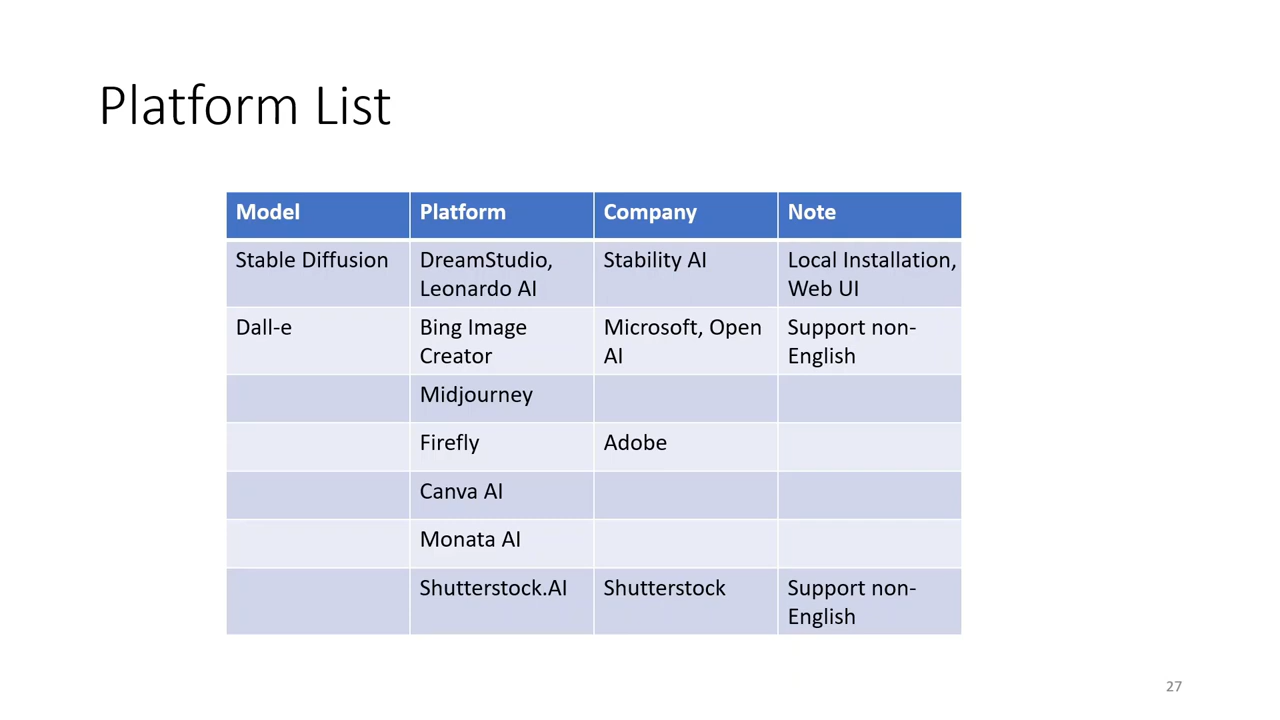 Platform List
Model Platform Company Note
Stable Diffusion DreamStudio, Leonardo AI Stability AI Local Installation, Web UI
Dall-e Bing Image Creator Microsoft, Open AI Support non-English
Midjourney
Firefly Adobe
Canva AI
Monata AI
Shutterstock.AI Shutterstock Support non-English
27